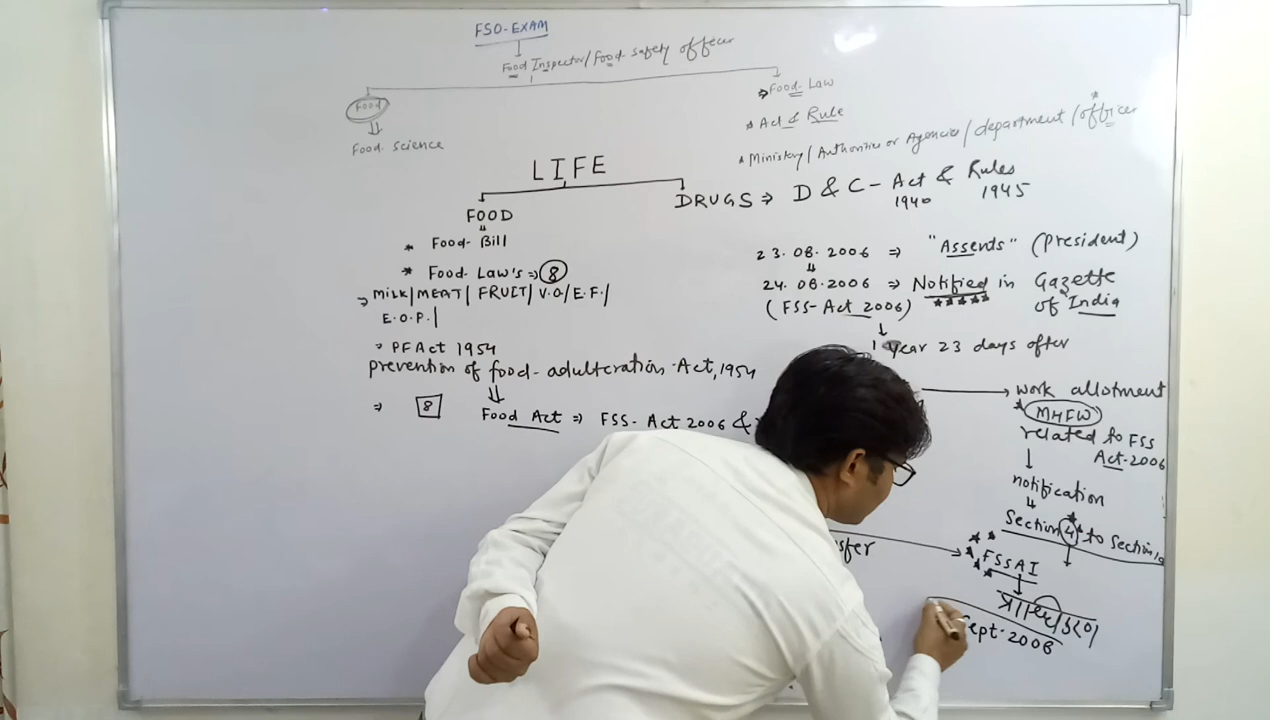 FSO-EXAM
Food Inspector/Food safety officer
Food
Food science
Food-Law
Act & Rule
Ministry/Authorities or Agencies/department/officer
LIFE
FOOD
Food-Bill
Food-Law's ⇒ 8
MILK/MEAT/FRUIT/V.O/E.F./
E.O.P./
PFAct 1954
prevention of food-adulteration-Act,1954
⇒ 8 Food Act ⇒ FSS-Act 2006 &
DRUGS ⇒ D & C - Act & Rules
1940 1945
23.08.2006 ⇒ "Assents" (President)
24.08.2006 ⇒ Notified in Gazette
of India
(FSS-Act 2006)
1 year 23 days after
work allotment
MHFW
related to FSS
Act-2006
notification
Section 4 to Section
FSSAI
प्राधिकरण
Sept-2008